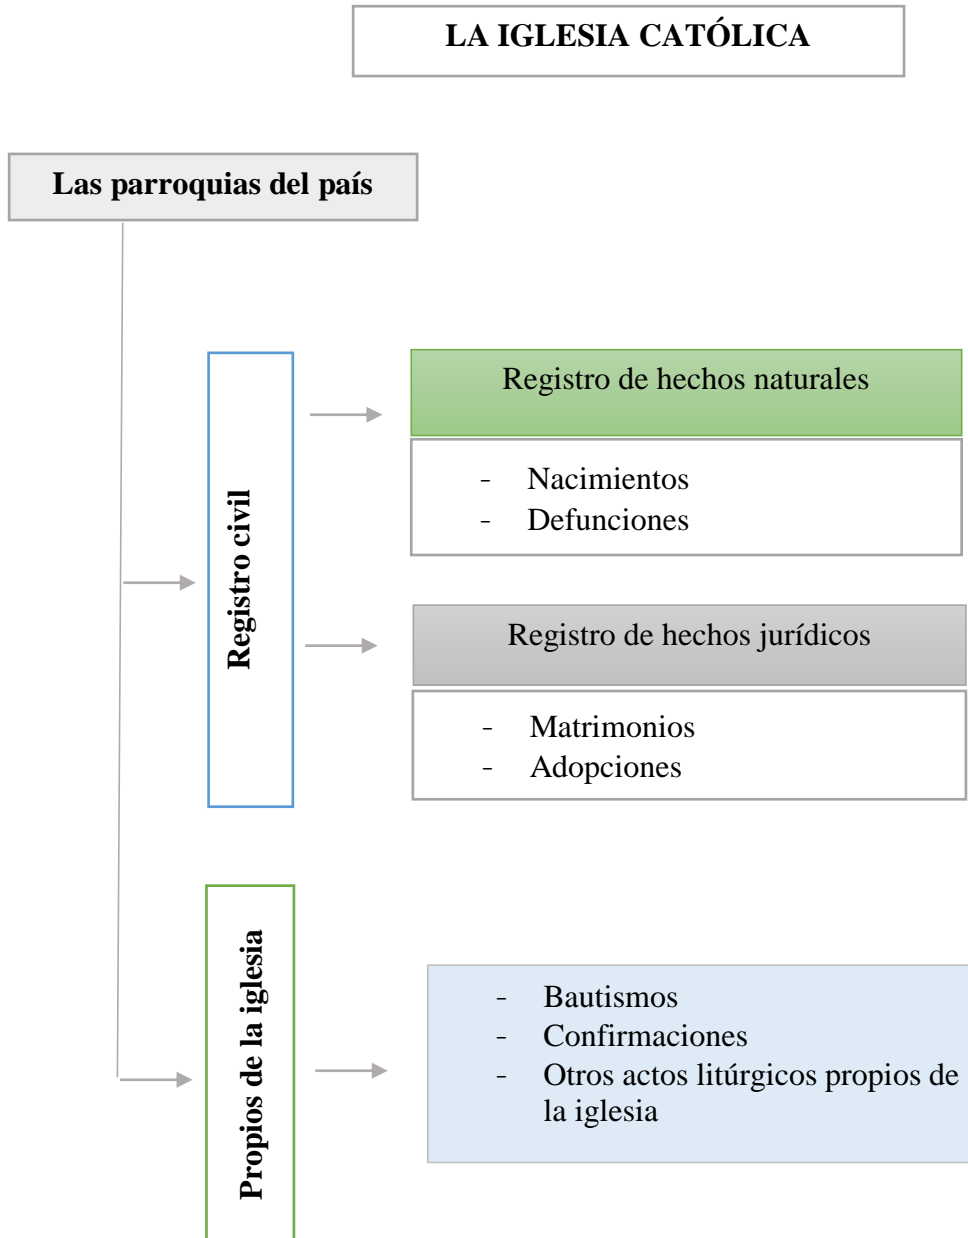 LA IGLESIA CATÓLICA
Las parroquias del país
Registro civil
Registro de hechos naturales
- Nacimientos
- Defunciones
Registro de hechos jurídicos
- Matrimonios
- Adopciones
Propios de la iglesia
- Bautismos
- Confirmaciones
- Otros actos litúrgicos propios de
la iglesia